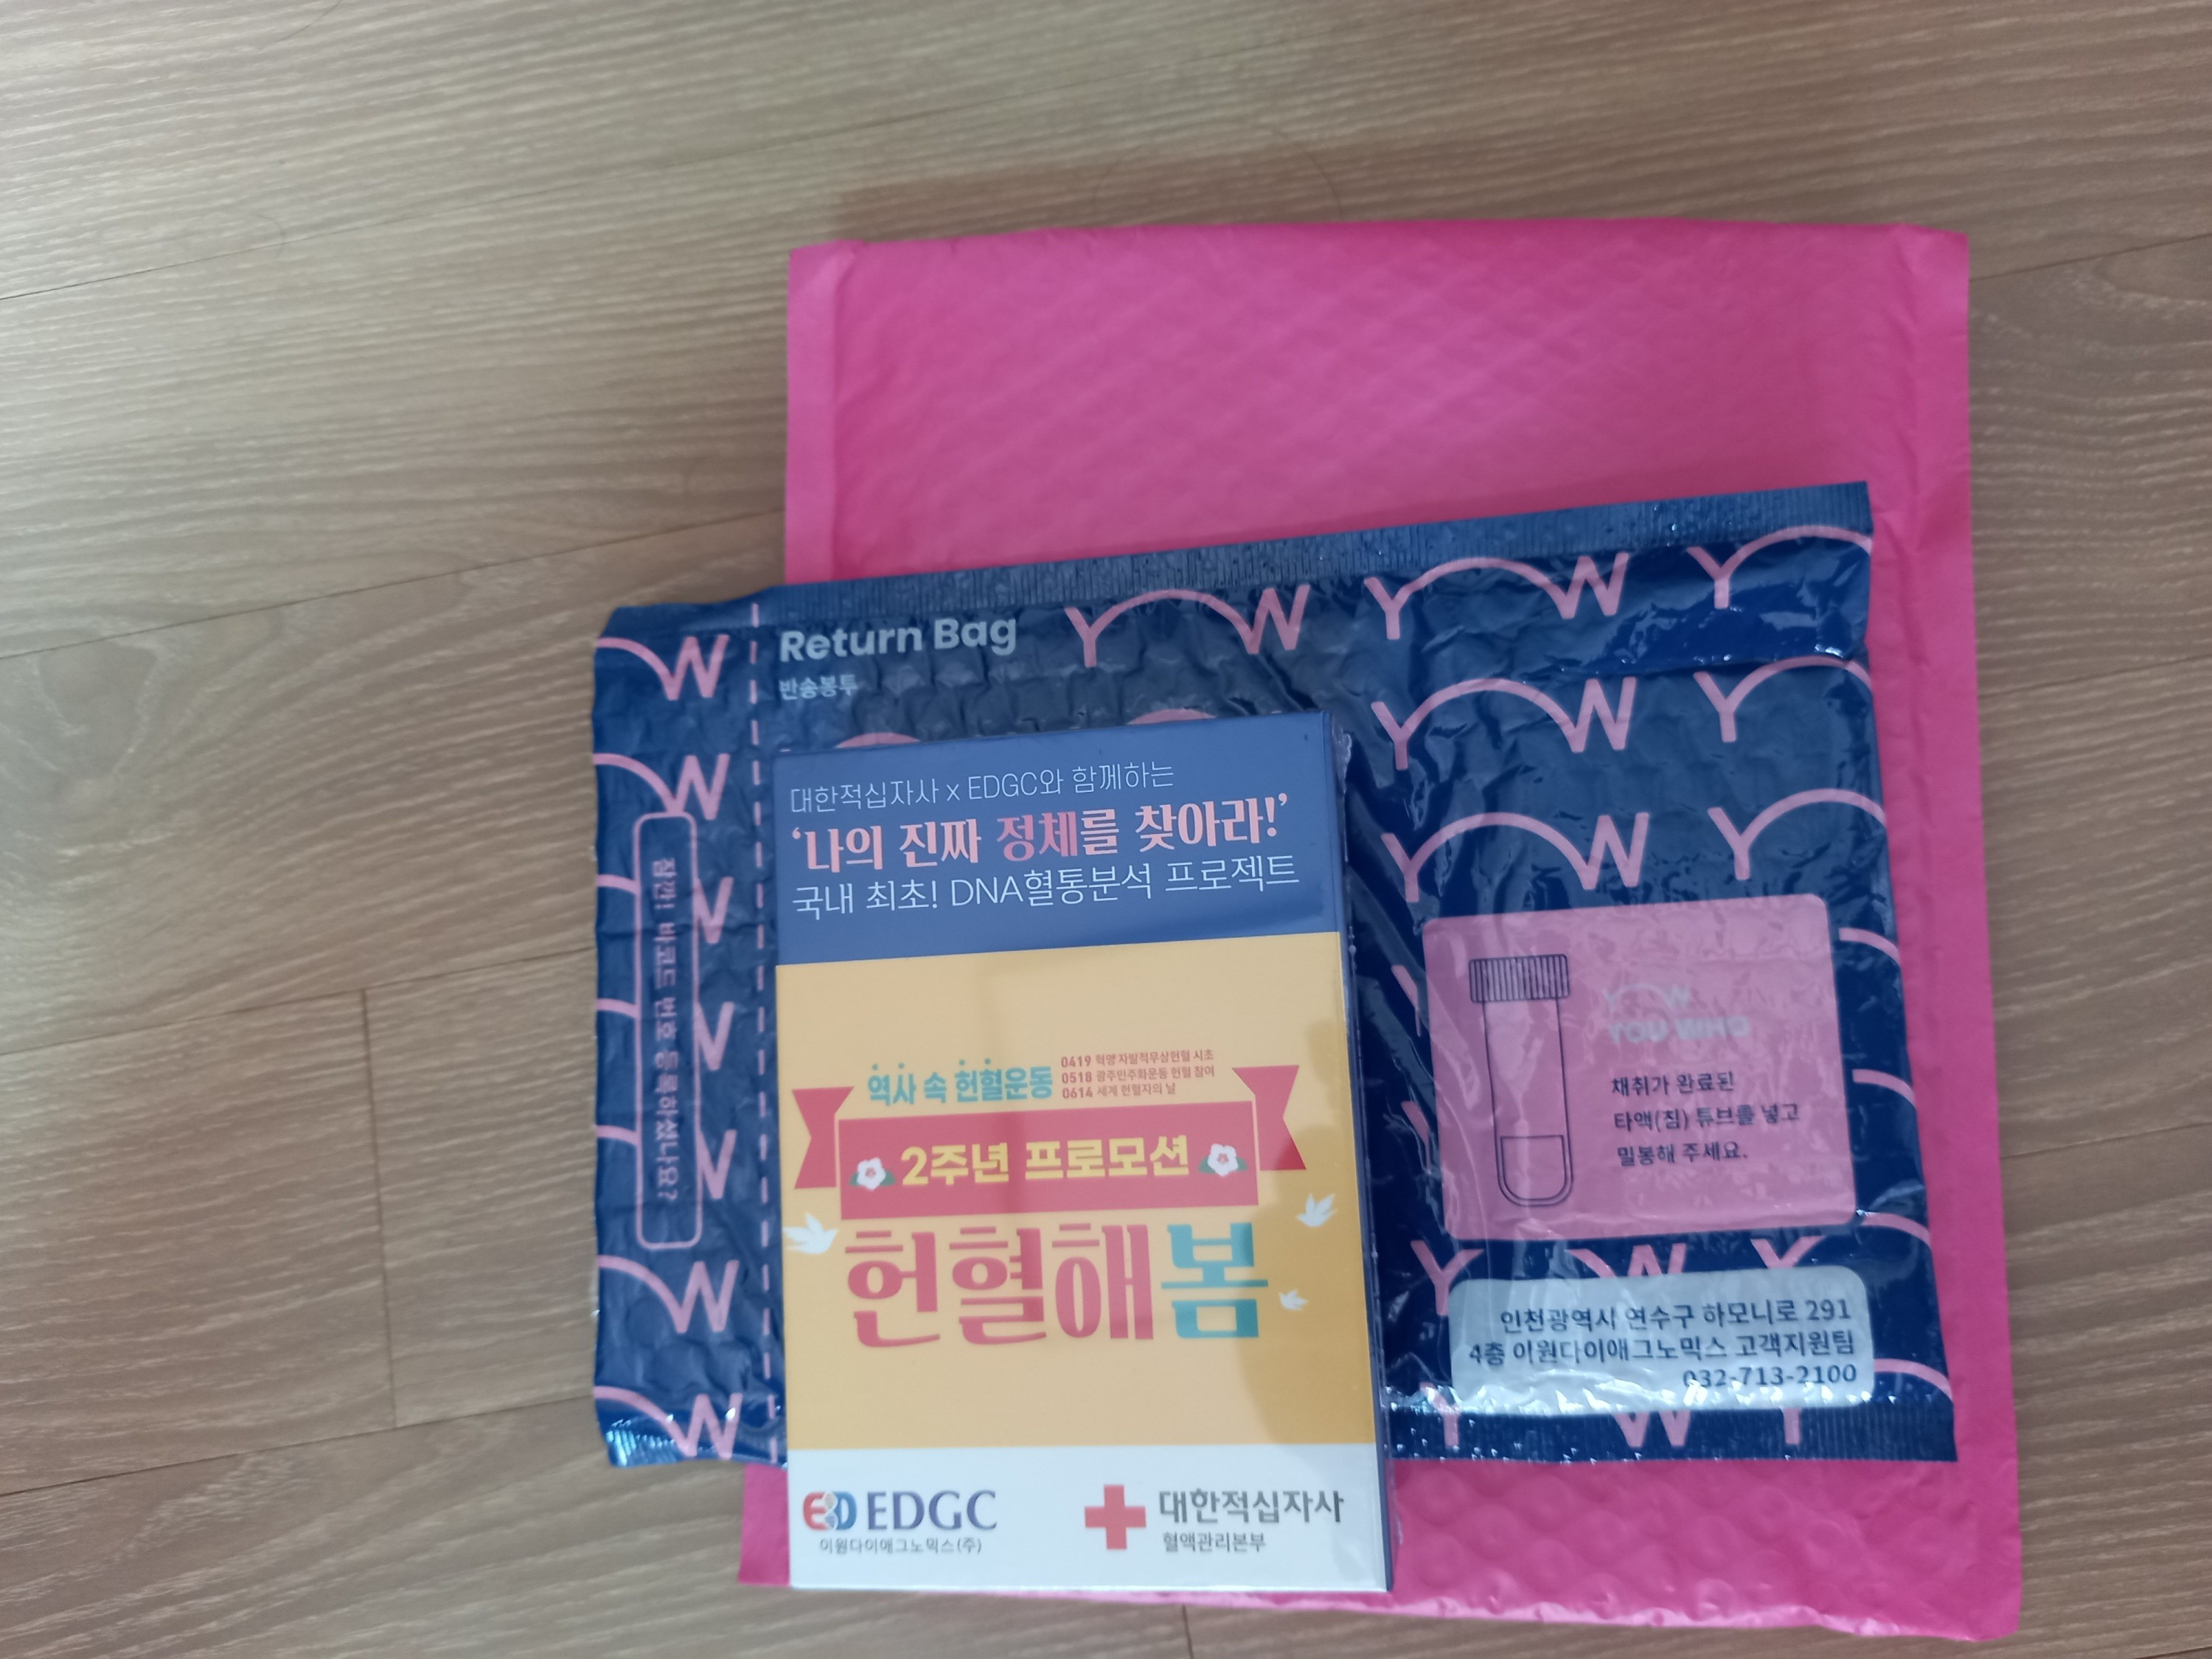 Return Bag
반송봉투
잠깐! 바코드 번호 등록하셨나요?
대한적십자사 x EDGC와 함께하는
‘나의 진짜 정체를 찾아라!’
국내 최초! DNA혈통분석 프로젝트
역사 속 헌혈운동
0419 혁명 자발적무상헌혈 시초
0518 광주민주화운동 헌혈 참여
0614 세계 헌혈자의 날
2주년 프로모션
헌혈해봄
EDGC
이원다이애그노믹스(주)
대한적십자사
혈액관리본부
YOU WHO
채취가 완료된
타액(침) 튜브를 넣고
밀봉해 주세요.
인천광역시 연수구 하모니로 291
4층 이원다이애그노믹스 고객지원팀
032-713-2100